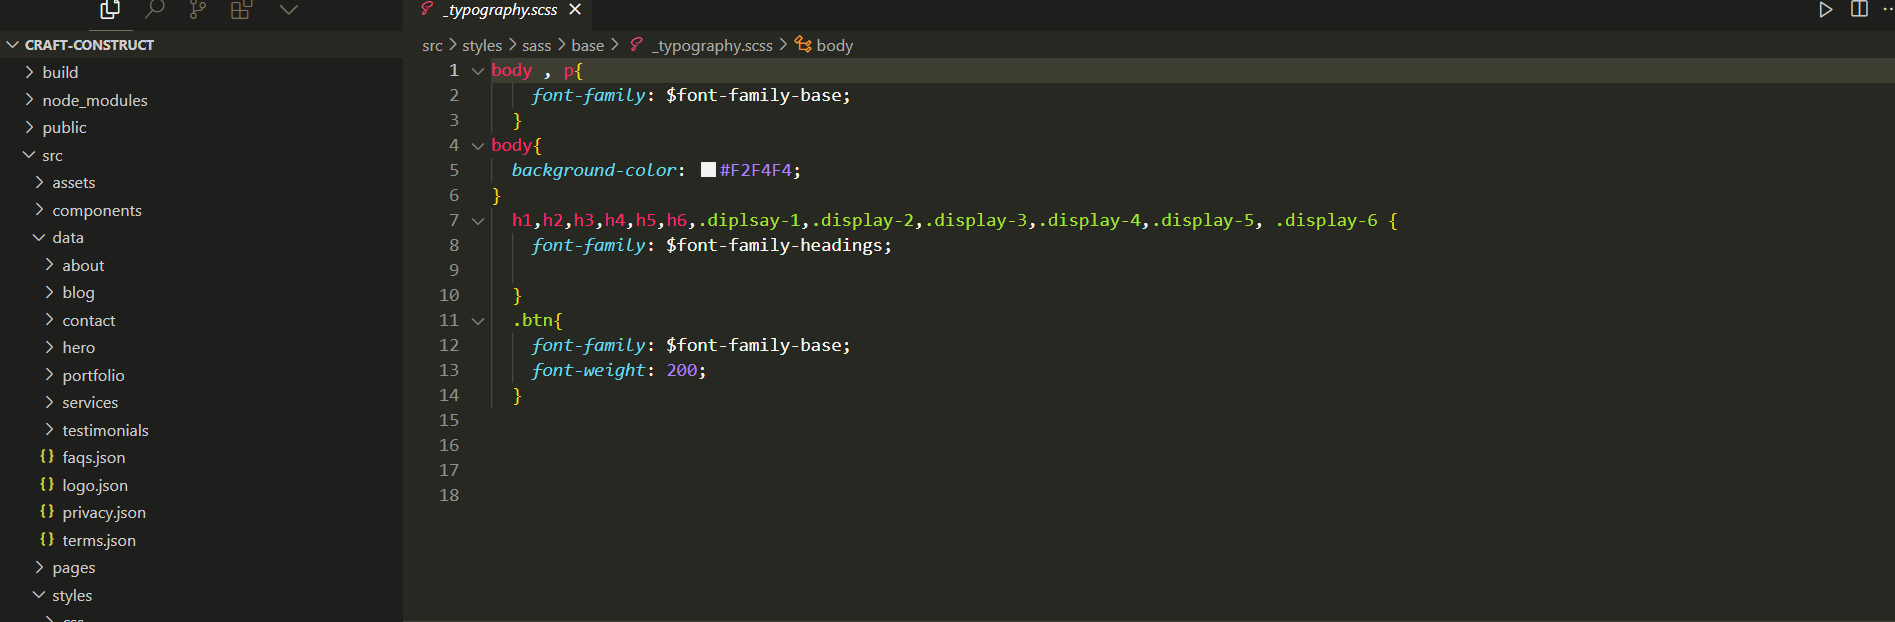 _typography.scss
CRAFT-CONSTRUCT
build
node_modules
public
src
assets
components
data
about
blog
contact
hero
portfolio
services
testimonials
{} faqs.json
{} logo.json
{} privacy.json
{} terms.json
pages
styles
src > styles > sass > base > _typography.scss > body
1 body , p{
2 font-family: $font-family-base;
3 }
4 body{
5 background-color: #F2F4F4;
6 }
7 h1,h2,h3,h4,h5,h6,.diplsay-1,.display-2,.display-3,.display-4,.display-5, .display-6 {
8 font-family: $font-family-headings;
9
10 }
11 .btn{
12 font-family: $font-family-base;
13 font-weight: 200;
14 }
15
16
17
18